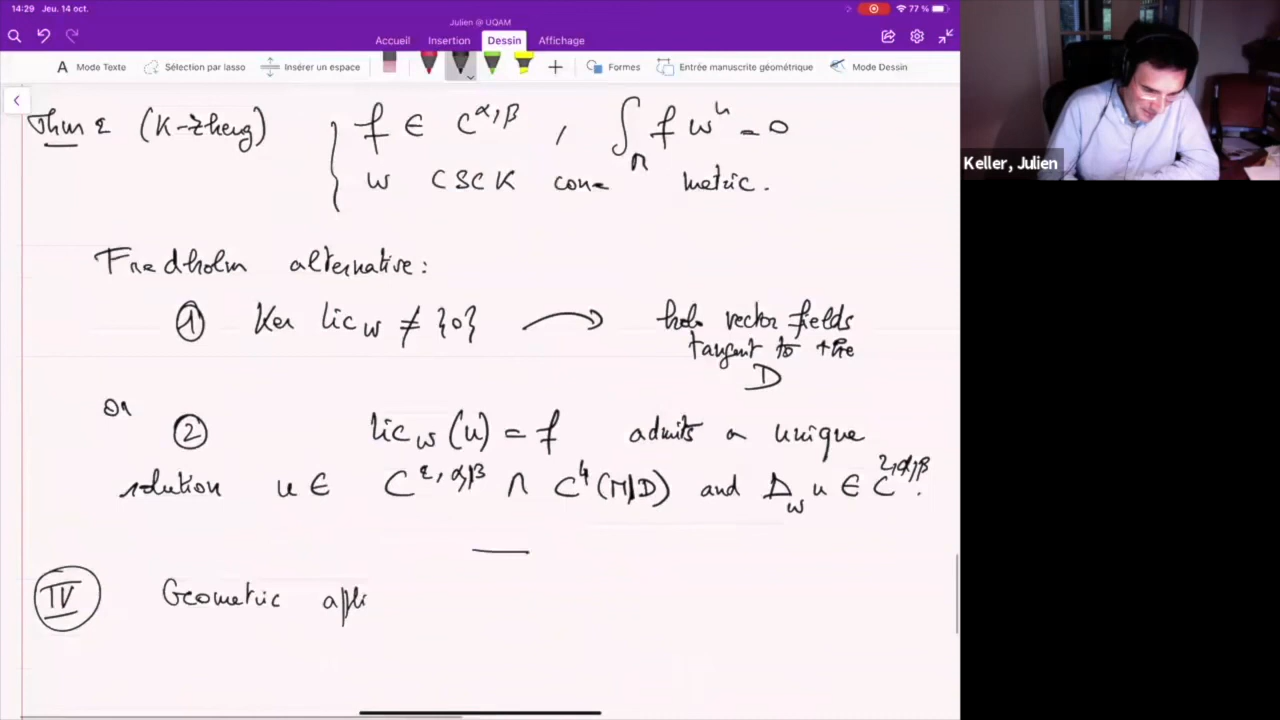 14:29 Jeu. 14 oct.
77 %
Julien @ UQAM
Accueil Insertion Dessin Affichage
A Mode Texte Sélection par lasso Insérer un espace Formes Entrée manuscrite géométrique Mode Dessin
Thm 2 (K-Zheng) f ∈ C^{α,β} , ∫_M f ω^n = 0
ω CSCK cone metric.
Fredholm alternative:
① Ker Lic_ω ≠ {0} → holo vector fields
tangent to the
D
or
② Lic_ω(u) = f admits a unique
solution u ∈ C^{2,α,β} ∩ C^4(M\D) and Δ_ω u ∈ C^{2,α,β}.
IV Geometric appli
Keller, Julien